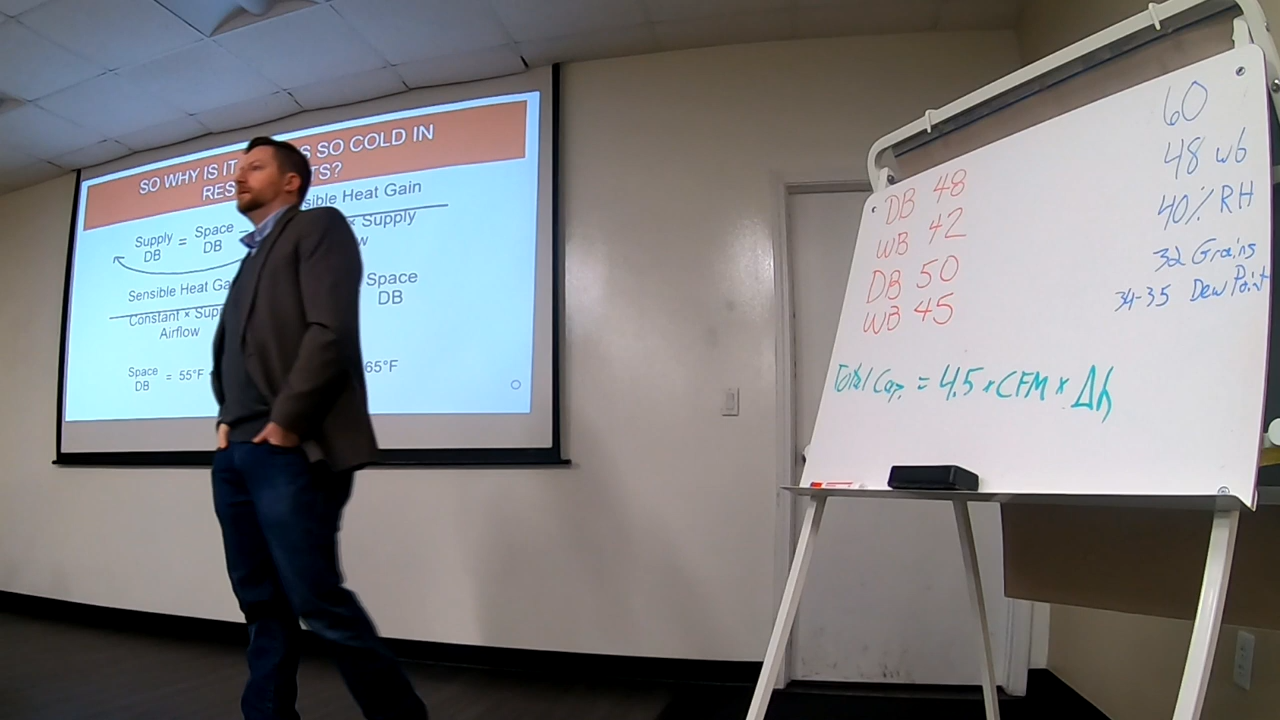 SO WHY IS IT S SO COLD IN
RES TS?
Supply DB = Space DB – sible Heat Gain
× Supply
w
Sensible Heat Ga
Constant × Supp
Airflow
Space
DB
Space DB = 55°F 65°F
DB 48
WB 42
DB 50
WB 45
60
48 wb
40% RH
32 Grains
34-35 Dew Point
Total Cap. = 4.5 × CFM × Δh